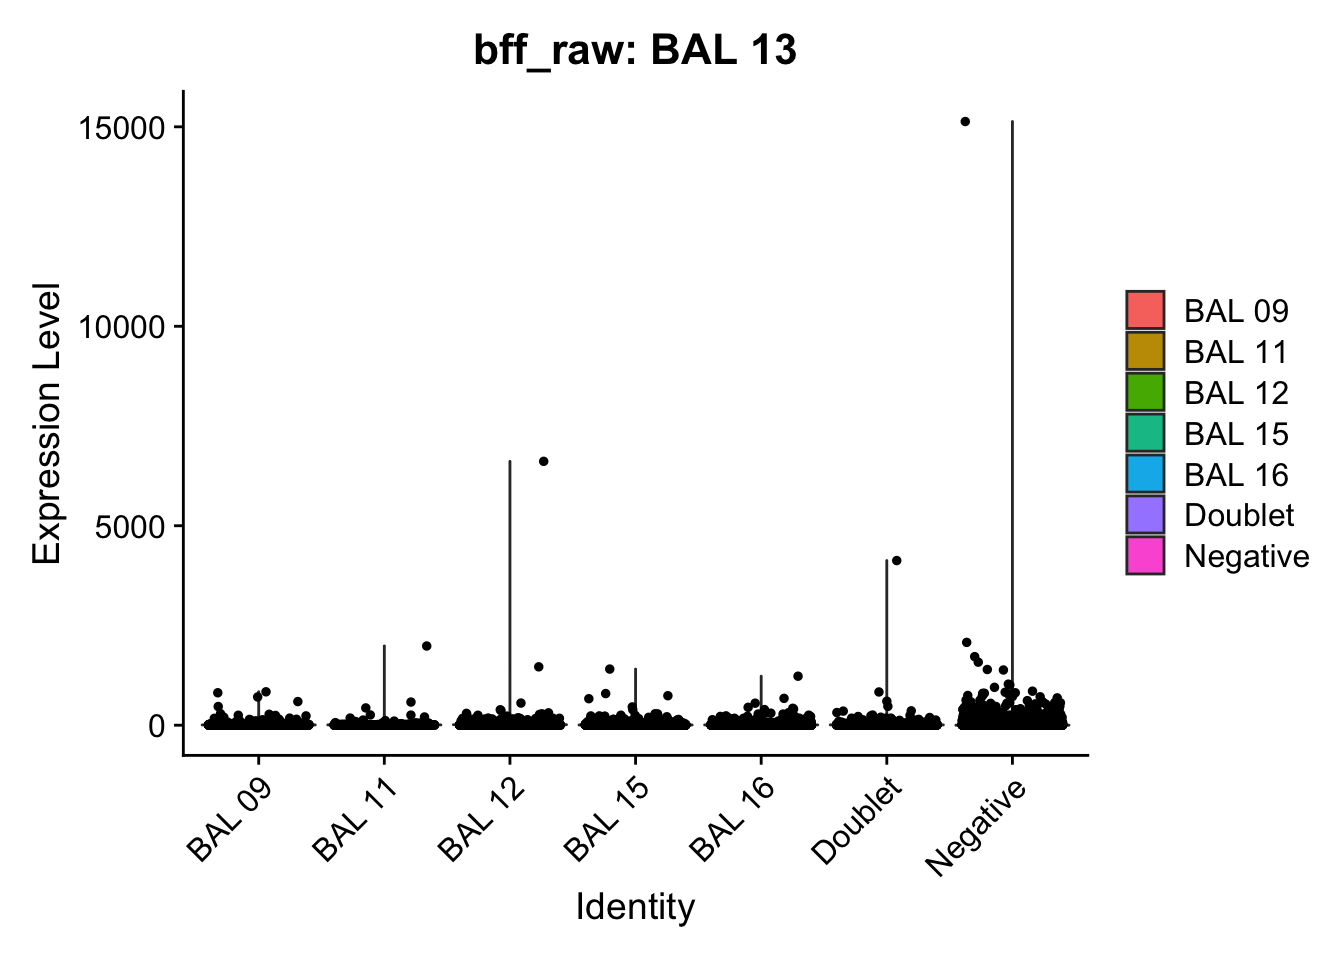 bff_raw: BAL 13
15000
10000
5000
0
Expression Level
BAL 09
BAL 11
BAL 12
BAL 15
BAL 16
Doublet
Negative
Identity
BAL 09
BAL 11
BAL 12
BAL 15
BAL 16
Doublet
Negative